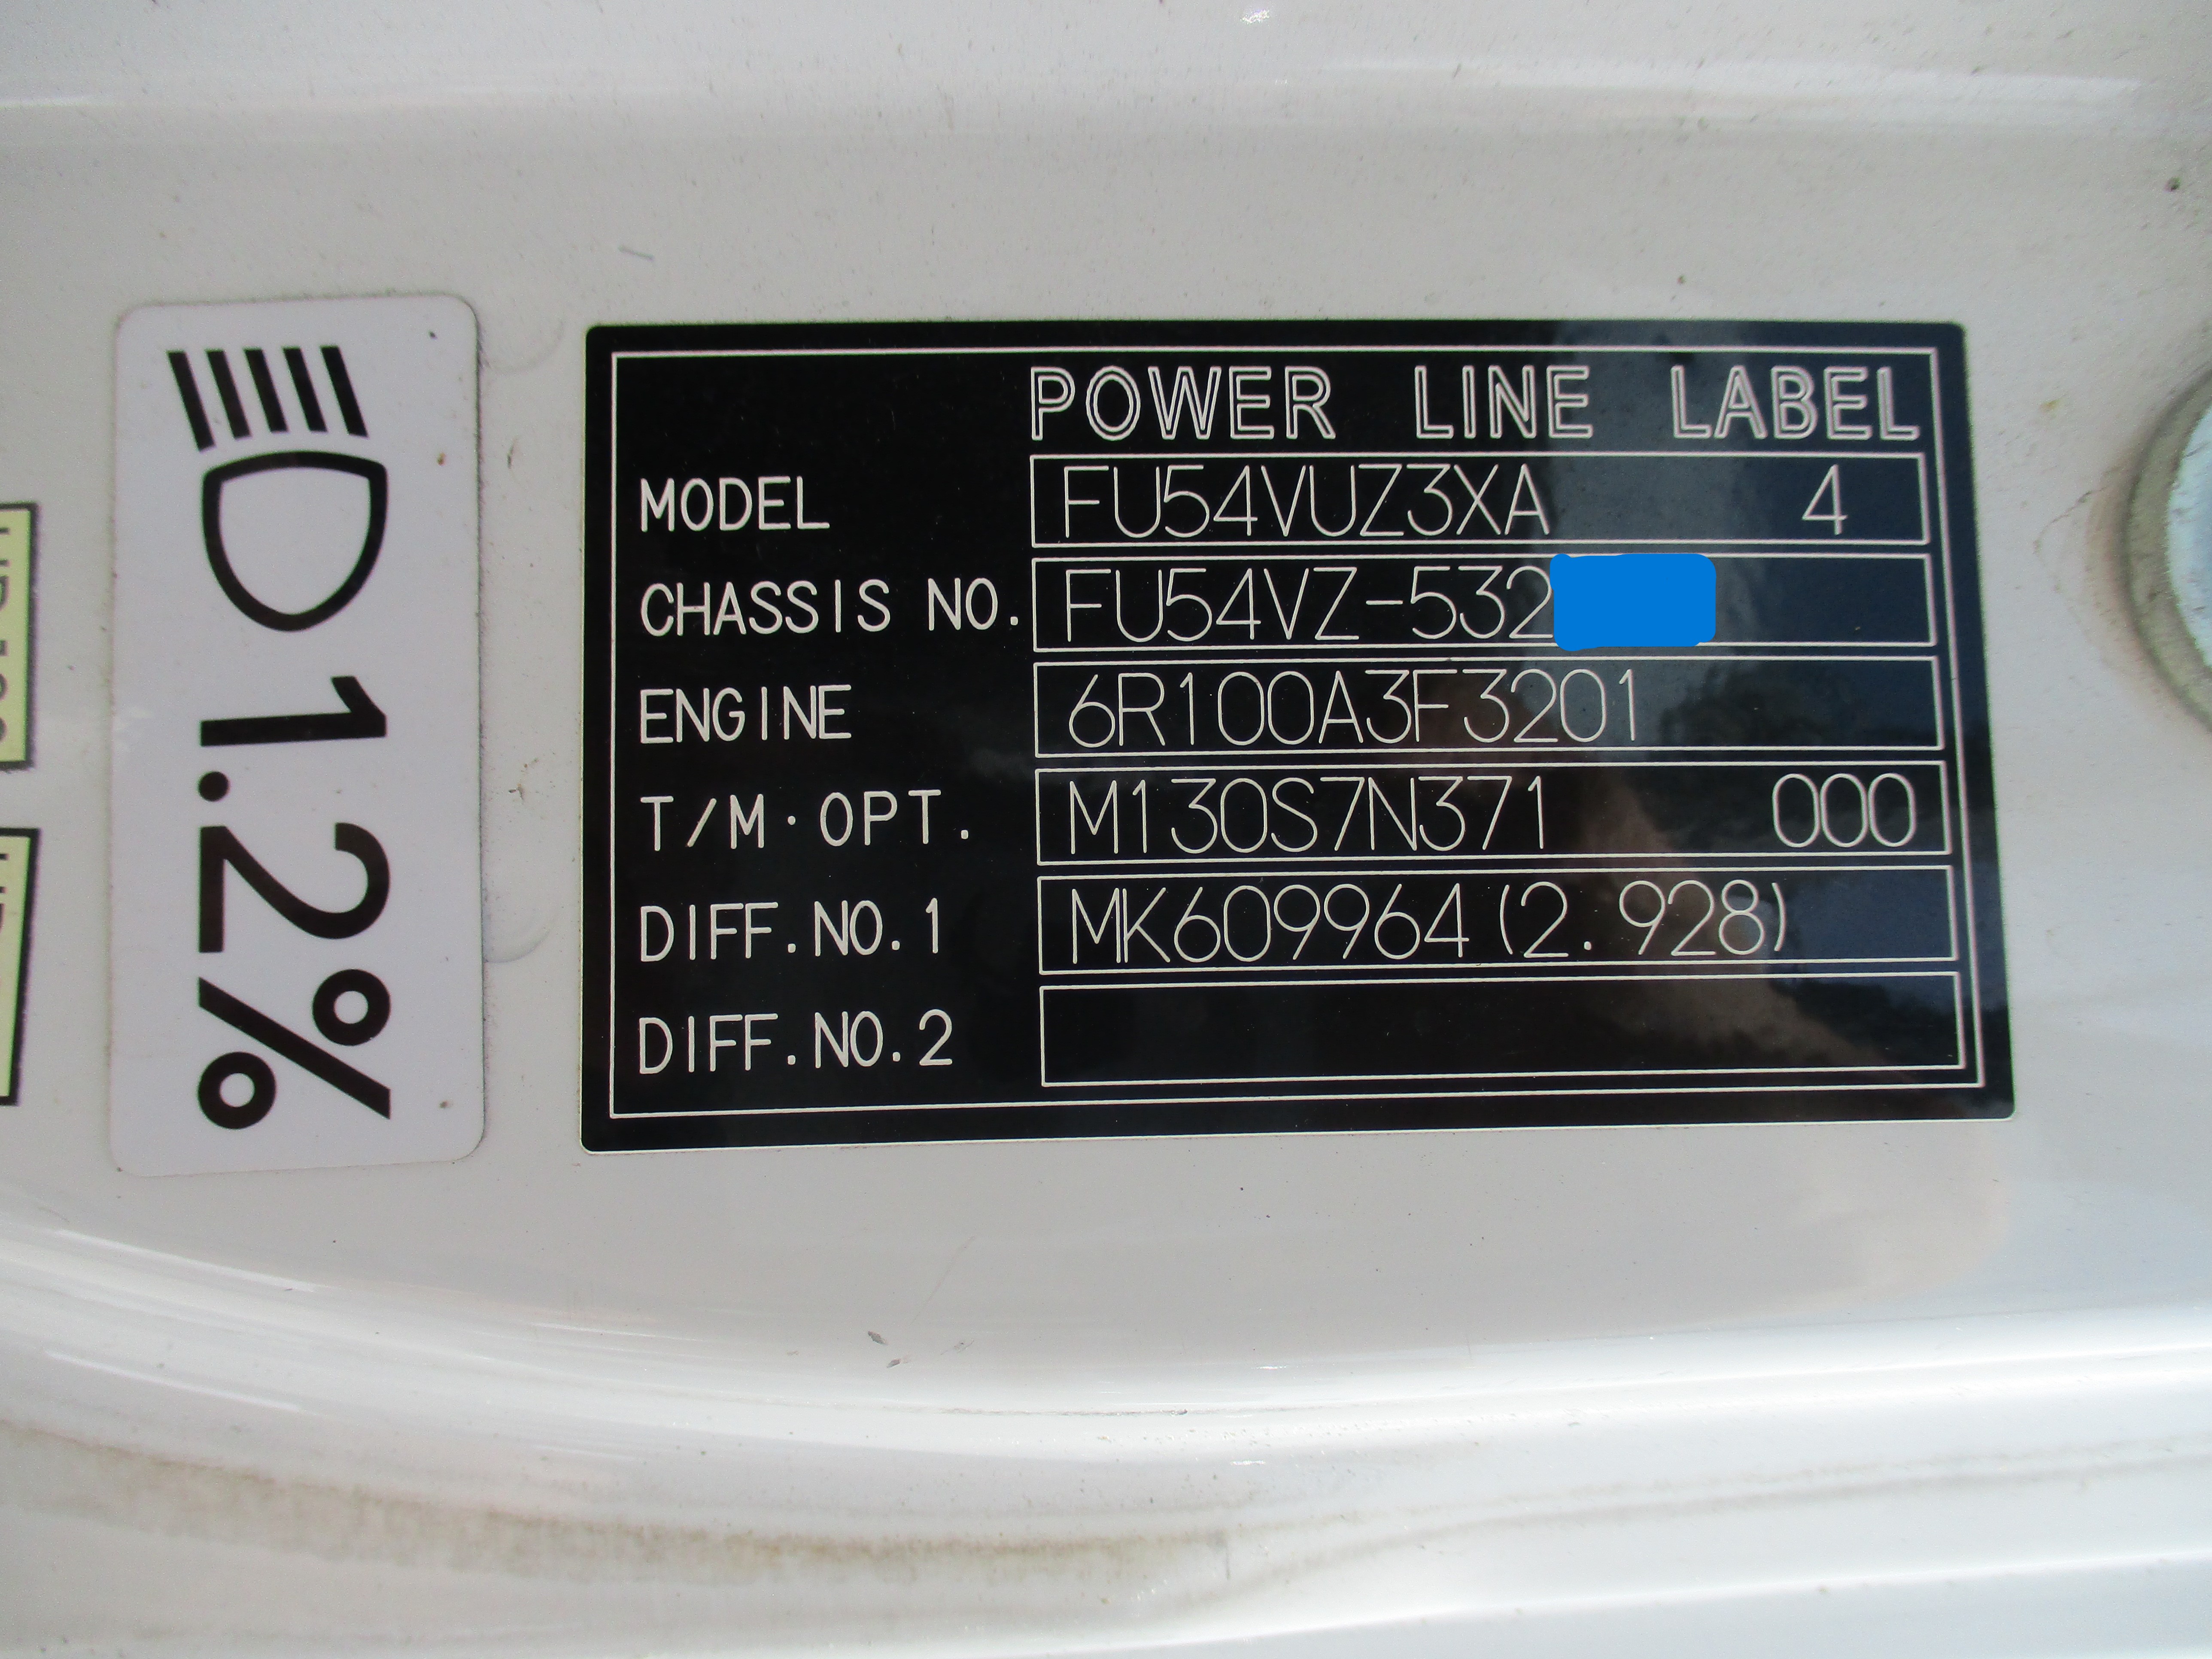 1.2%
POWER LINE LABEL
MODEL FU54VUZ3XA 4
CHASSIS NO. FU54VZ-532
ENGINE 6R100A3F3201
T/M·OPT. M130S7N371 000
DIFF.NO.1 MK609964(2.928)
DIFF.NO.2